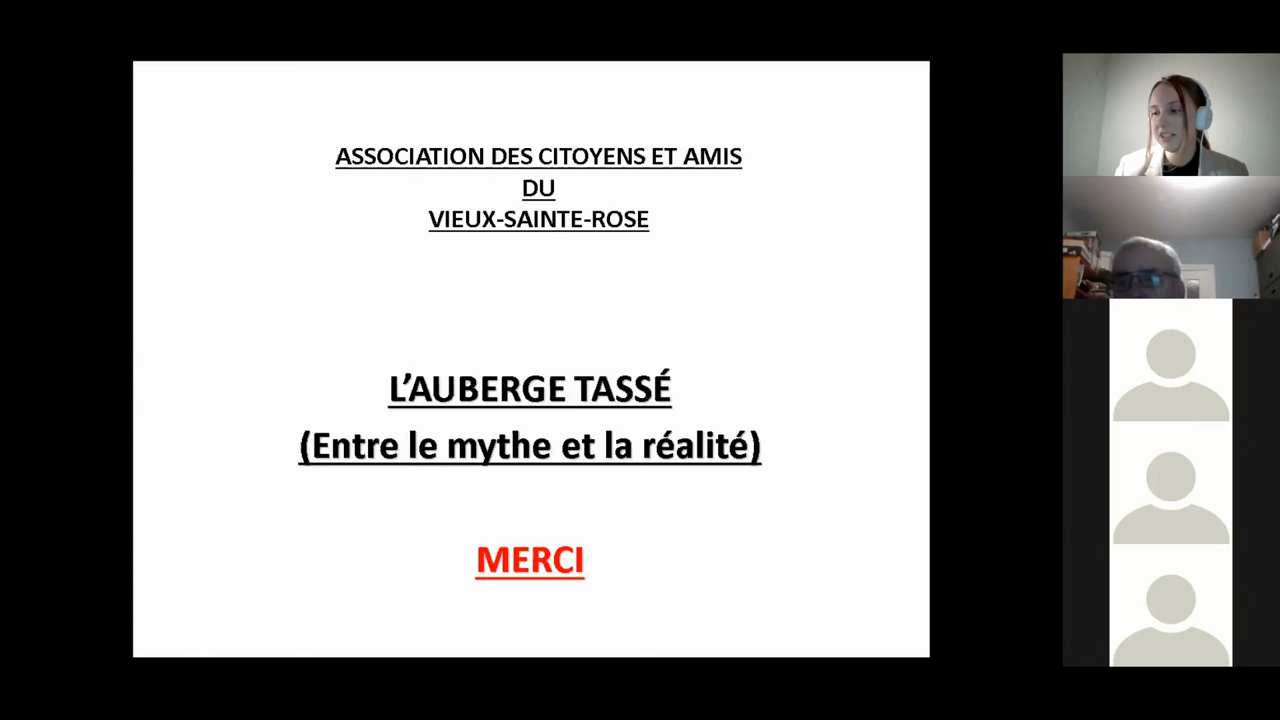 ASSOCIATION DES CITOYENS ET AMIS
DU
VIEUX-SAINTE-ROSE
L’AUBERGE TASSÉ
(Entre le mythe et la réalité)
MERCI